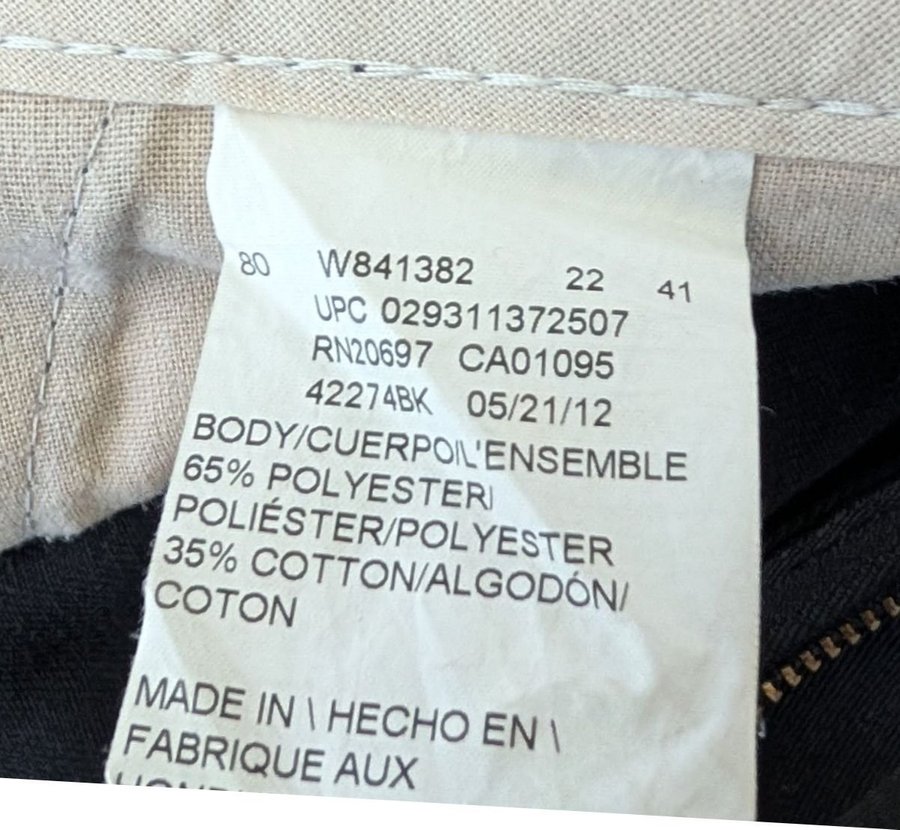 80 W841382 22 41
UPC 029311372507
RN20697 CA01095
42274BK 05/21/12
BODY/CUERPO/L'ENSEMBLE
65% POLYESTER/
POLIÉSTER/POLYESTER
35% COTTON/ALGODÓN/
COTON
MADE IN \ HECHO EN \
FABRIQUE AUX